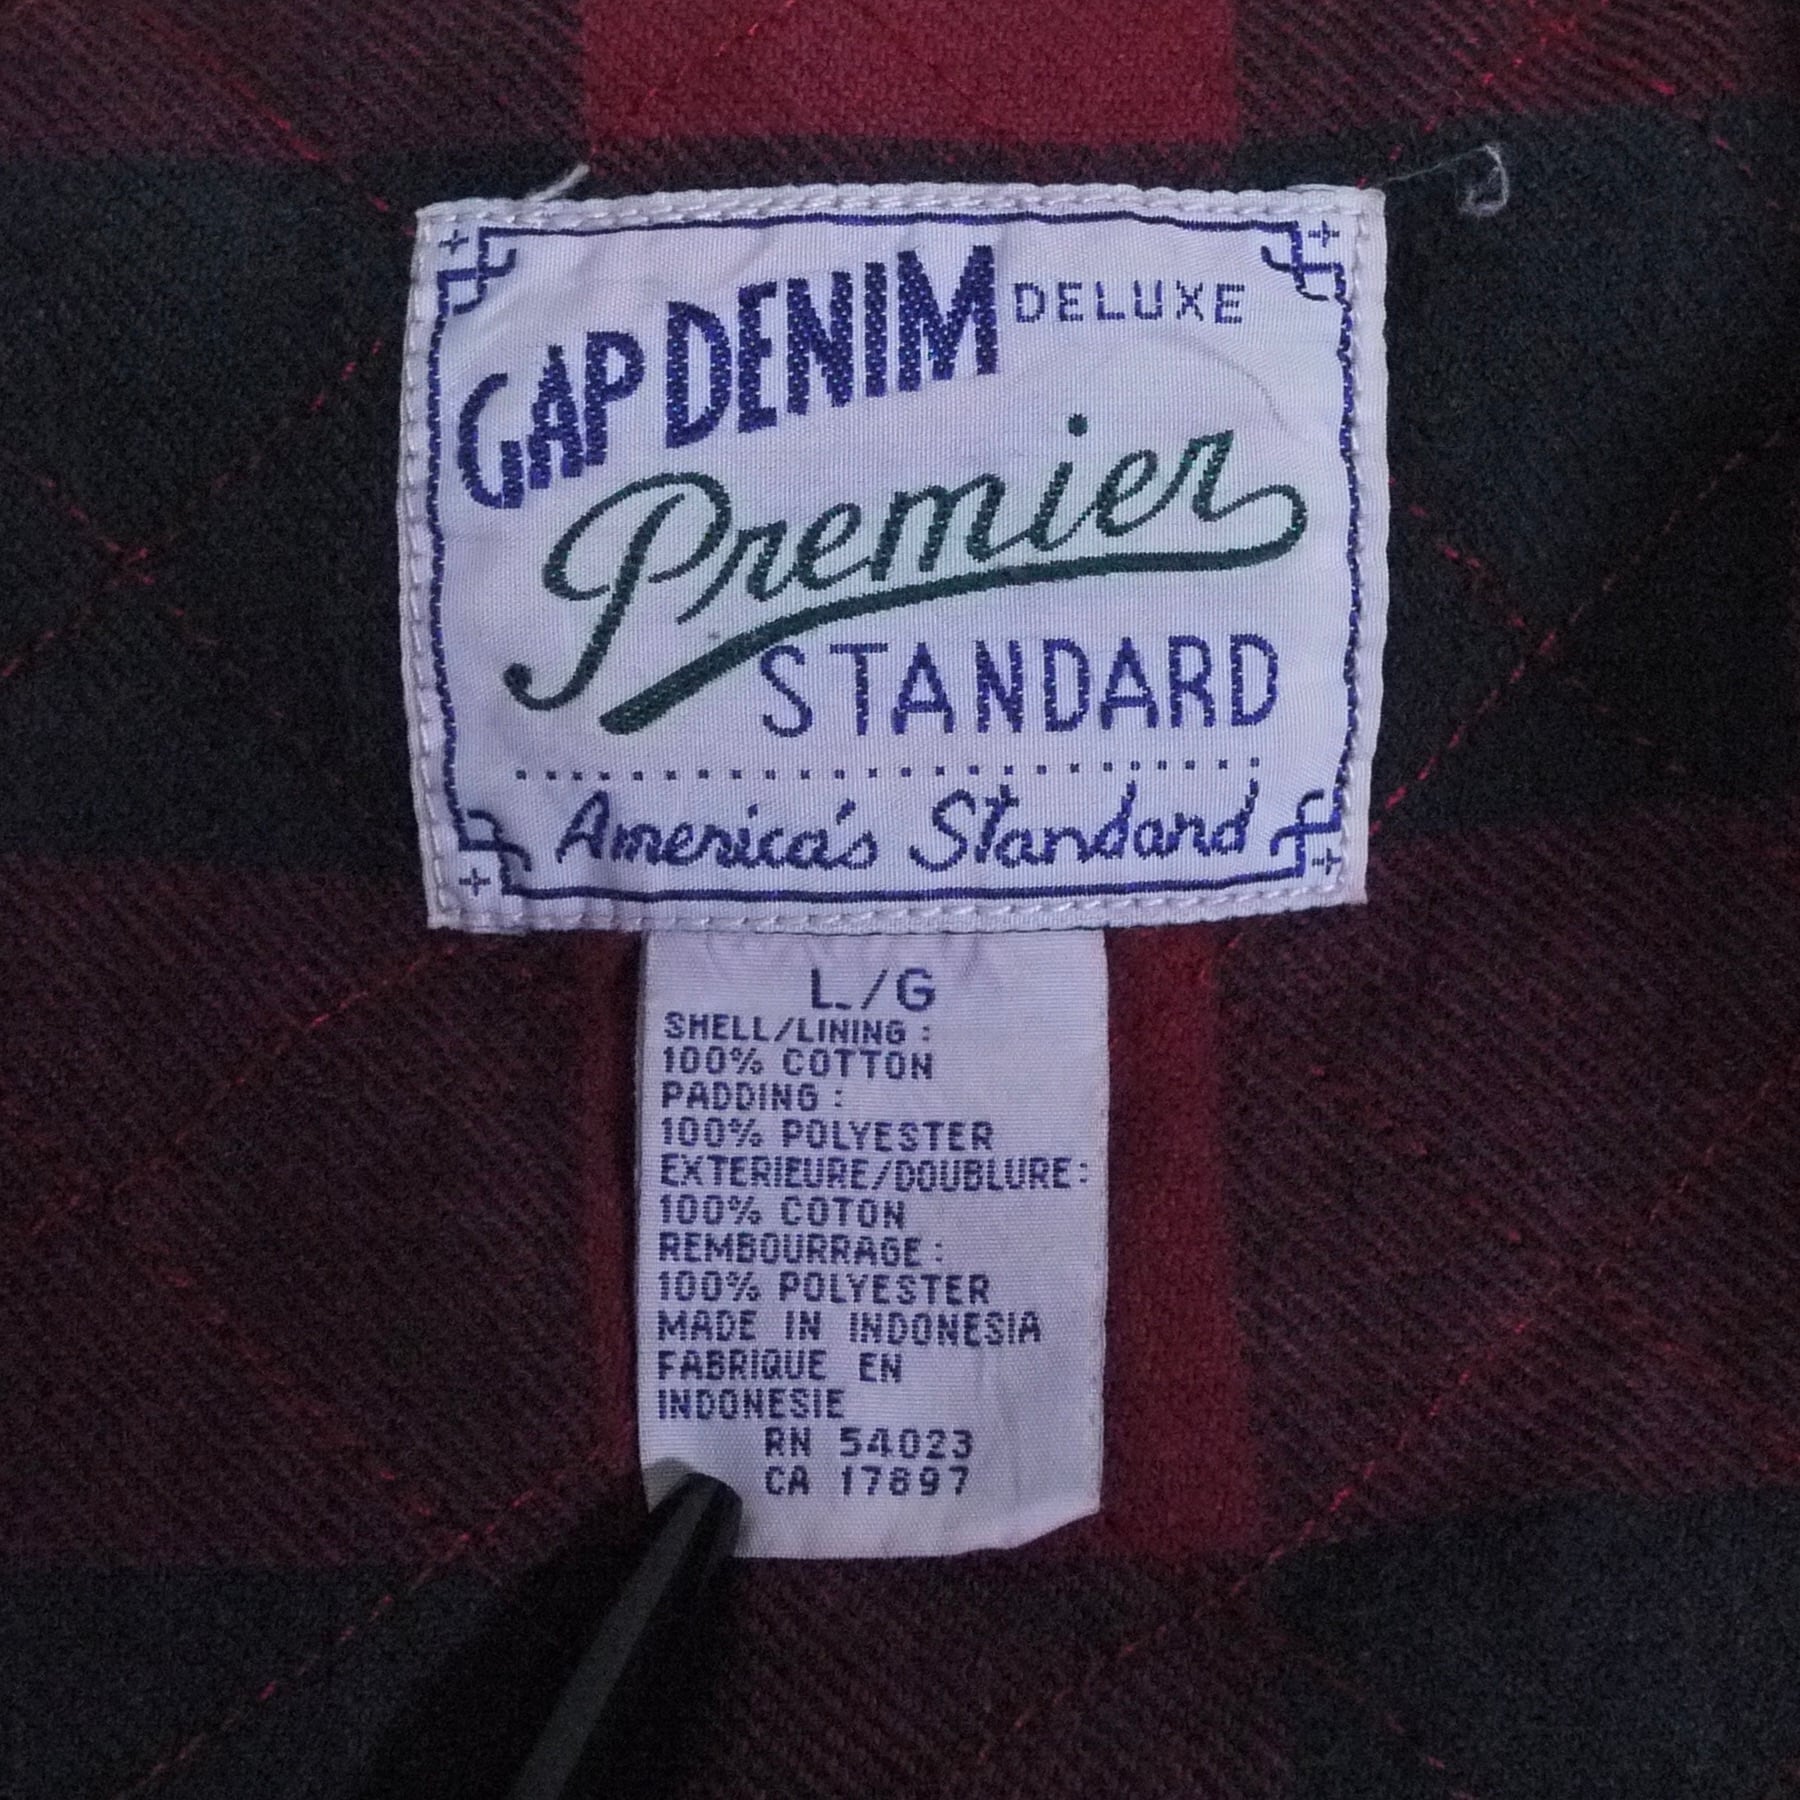 GAP DENIM DELUXE
Premier
STANDARD
America's Standard
L/G
SHELL/LINING:
100% COTTON
PADDING:
100% POLYESTER
EXTERIEURE/DOUBLURE:
100% COTON
REMBOURRAGE:
100% POLYESTER
MADE IN INDONESIA
FABRIQUE EN
INDONESIE
RN 54023
CA 17897